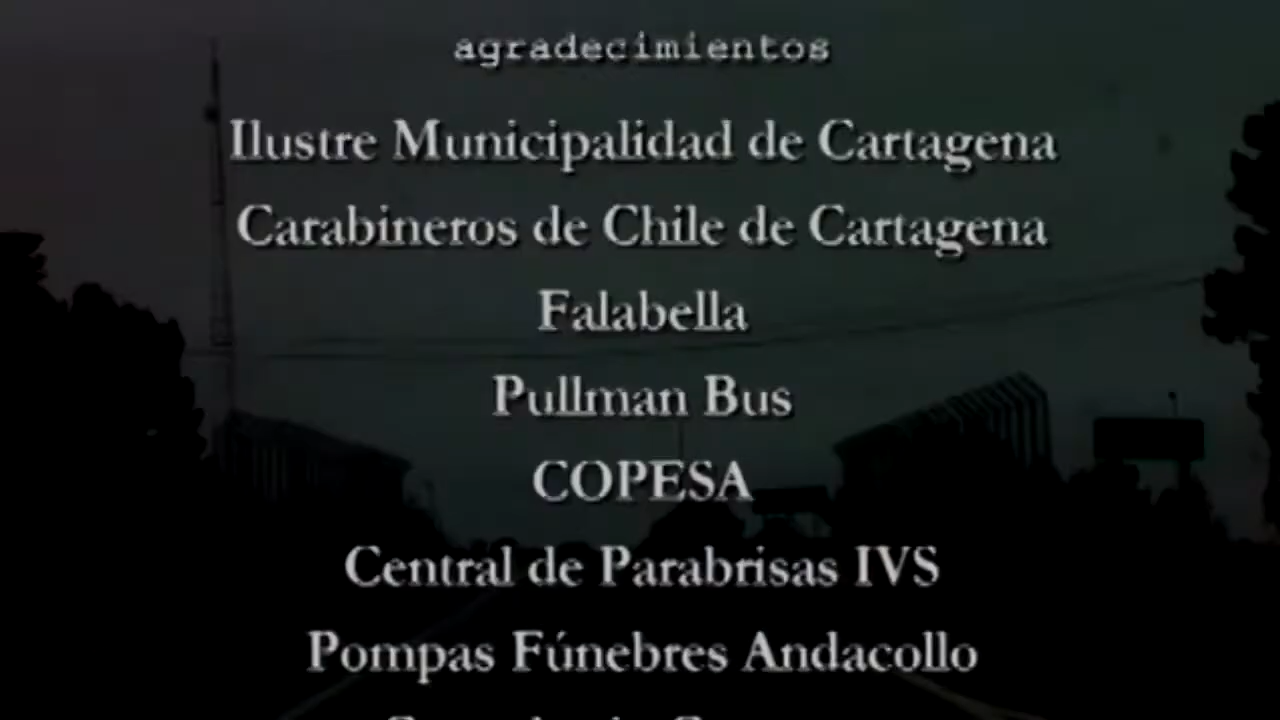 agradecimientos
Ilustre Municipalidad de Cartagena
Carabineros de Chile de Cartagena
Falabella
Pullman Bus
COPESA
Central de Parabrisas IVS
Pompas Fúnebres Andacollo